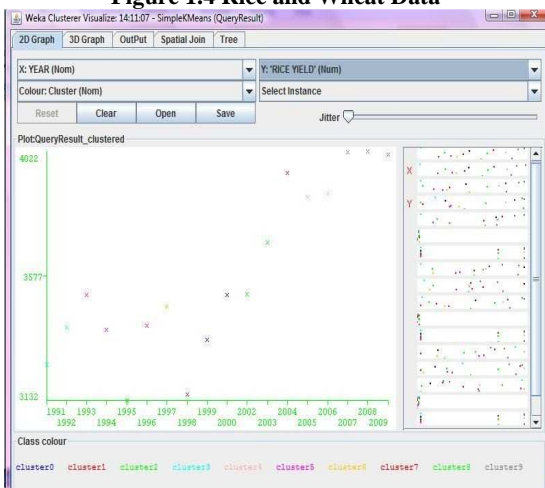 Figure 1.4 Rice and Wheat Data
Weka Clusterer Visualize: 14:11:07 - SimpleKMeans (QueryResult)
2D Graph 3D Graph OutPut Spatial Join Tree
X: YEAR (Nom) Y: 'RICE YIELD' (Num)
Colour: Cluster (Nom) Select Instance
Reset Clear Open Save Jitter
Plot:QueryResult_clustered
4022
X
Y
3577
3132
1991 1993 1995 1997 1999 2002 2004 2006 2008
1992 1994 1996 1998 2000 2003 2005 2007 2009
Class colour
cluster0 cluster1 cluster2 cluster3 cluster4 cluster5 cluster6 cluster7 cluster8 cluster9